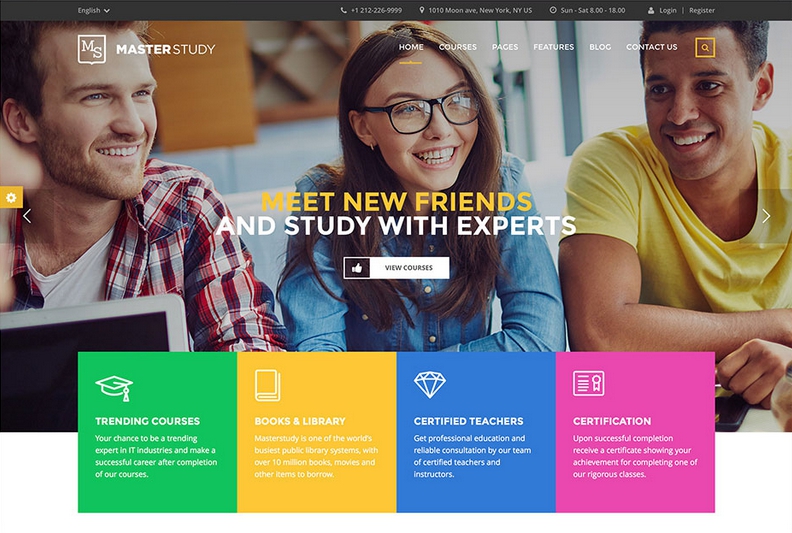 English
+1 212-226-9999
1010 Moon ave, New York, NY US
Sun - Sat 8.00 - 18.00
Login | Register
MS
MASTERSTUDY
HOME COURSES PAGES FEATURES BLOG CONTACT US
MEET NEW FRIENDS
AND STUDY WITH EXPERTS
VIEW COURSES
TRENDING COURSES
Your chance to be a trending
expert in IT industries and make a
successful career after completion
of our courses.
BOOKS & LIBRARY
Masterstudy is one of the world's
busiest public library systems, with
over 10 million books, movies and
other items to borrow.
CERTIFIED TEACHERS
Get professional education and
reliable consultation by our team
of certified teachers and
instructors.
CERTIFICATION
Upon successful completion
receive a certificate showing your
achievement for completing one of
our rigorous classes.